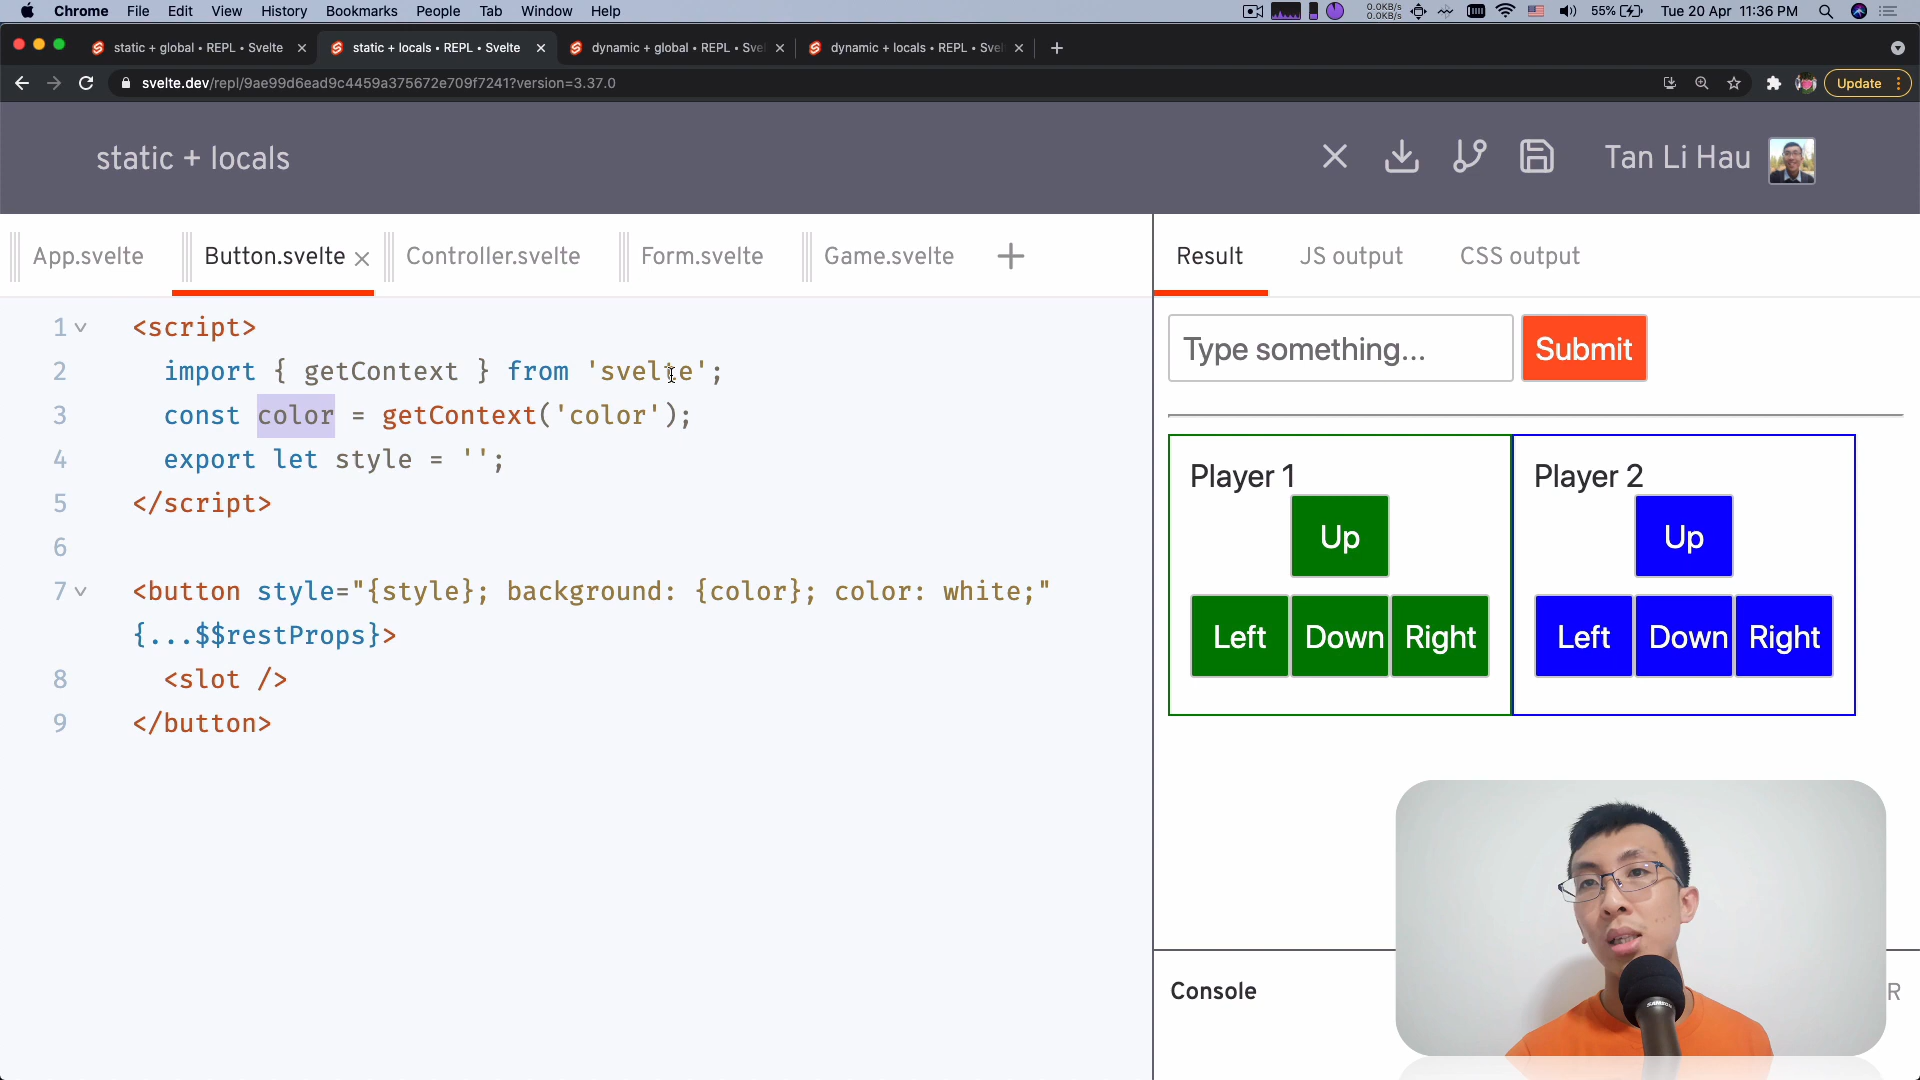 Chrome File Edit View History Bookmarks People Tab Window Help
0.0KB/s
0.0KB/s
55% Tue 20 Apr 11:36 PM
static + global • REPL • Svelte
static + locals • REPL • Svelte
dynamic + global • REPL • Sve
dynamic + locals • REPL • Sve
svelte.dev/repl/9ae99d6ead9c4459a375672e709f7241?version=3.37.0
Update
static + locals
Tan Li Hau
App.svelte
Button.svelte
Controller.svelte
Form.svelte
Game.svelte
Result
JS output
CSS output
1 <script>
2 import { getContext } from 'svelte';
3 const color = getContext('color');
4 export let style = '';
5 </script>
6
7 <button style="{style}; background: {color}; color: white;"
{...$$restProps}>
8 <slot />
9 </button>
Type something...
Submit
Player 1
Up
Left Down Right
Player 2
Up
Left Down Right
Console
R
SAMSON